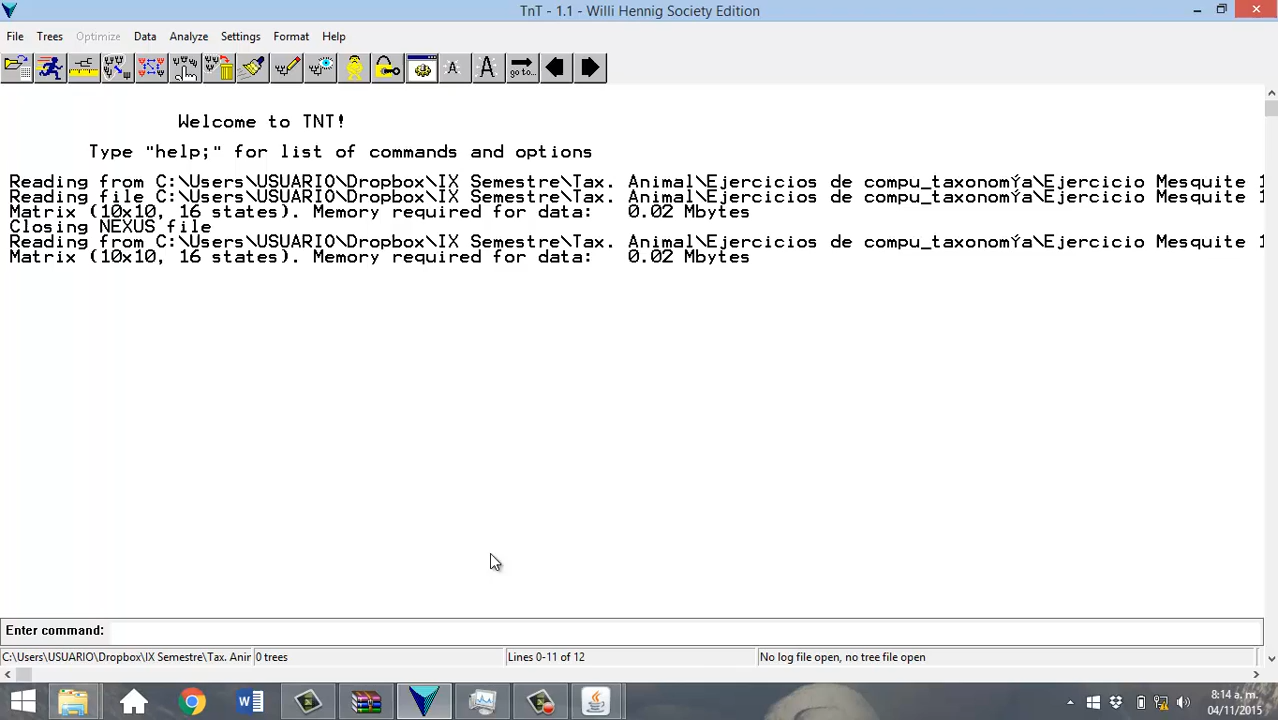 TnT - 1.1 - Willi Hennig Society Edition
File Trees Optimize Data Analyze Settings Format Help
A A go to...
Welcome to TNT!
Type "help;" for list of commands and options
Reading from C:\Users\USUARIO\Dropbox\IX Semestre\Tax. Animal\Ejercicios de compu_taxonomÝa\Ejercicio Mesquite 1
Reading file C:\Users\USUARIO\Dropbox\IX Semestre\Tax. Animal\Ejercicios de compu_taxonomÝa\Ejercicio Mesquite 1
Matrix (10x10, 16 states). Memory required for data: 0.02 Mbytes
Closing NEXUS file
Reading from C:\Users\USUARIO\Dropbox\IX Semestre\Tax. Animal\Ejercicios de compu_taxonomÝa\Ejercicio Mesquite 1
Matrix (10x10, 16 states). Memory required for data: 0.02 Mbytes
Enter command:
C:\Users\USUARIO\Dropbox\IX Semestre\Tax. Anir 0 trees Lines 0-11 of 12 No log file open, no tree file open
8:14 a. m.
04/11/2015